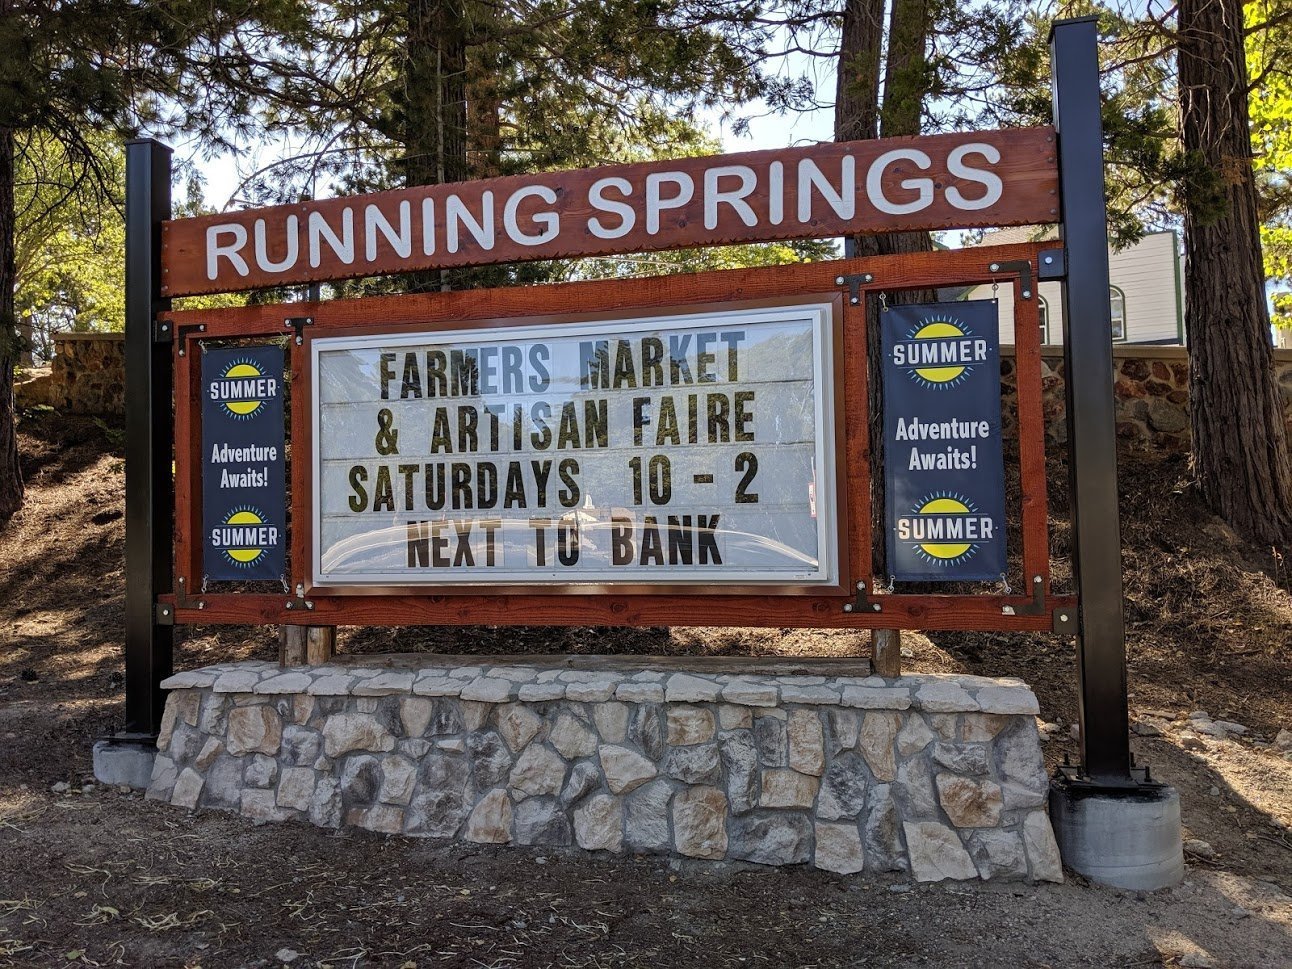 RUNNING SPRINGS
SUMMER
Adventure
Awaits!
SUMMER
FARMERS MARKET
& ARTISAN FAIRE
SATURDAYS 10 - 2
NEXT TO BANK
SUMMER
Adventure
Awaits!
SUMMER